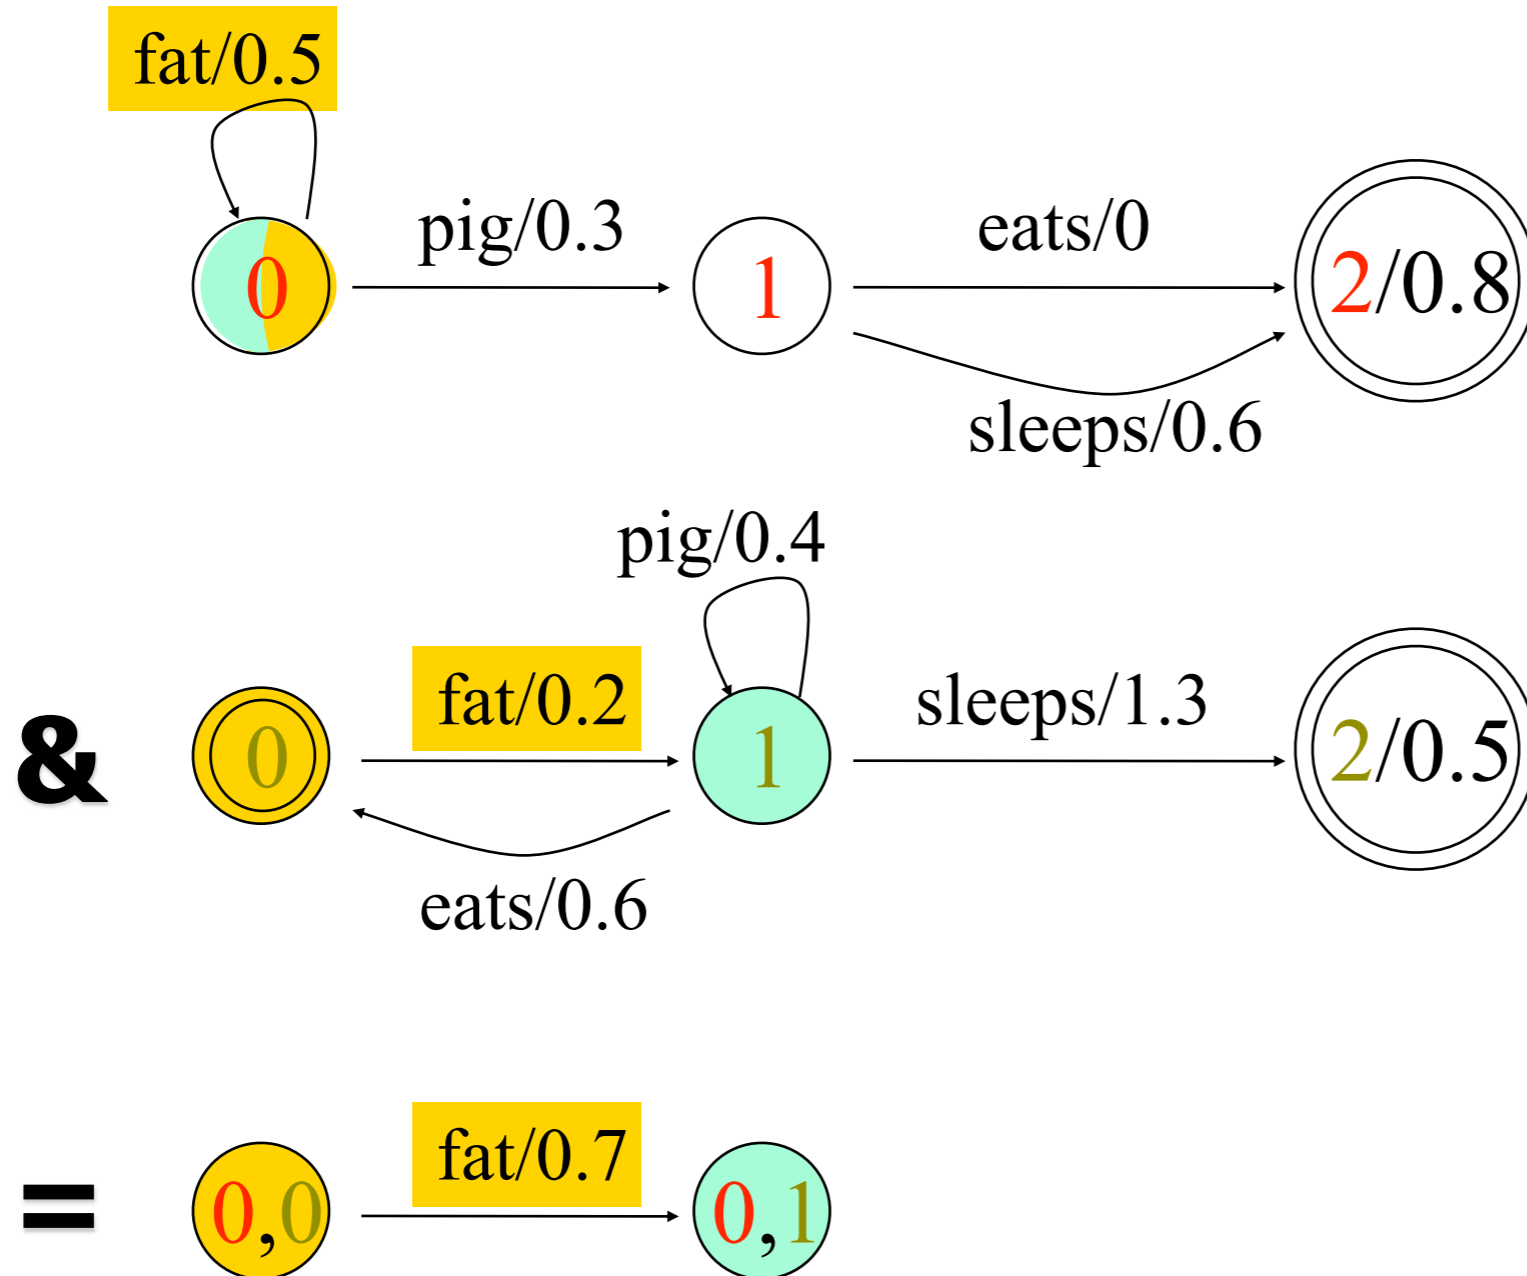 fat/0.5
pig/0.3
eats/0
0
1
2/0.8
sleeps/0.6
pig/0.4
fat/0.2
sleeps/1.3
&
0
1
2/0.5
eats/0.6
fat/0.7
=
0,0
0,1